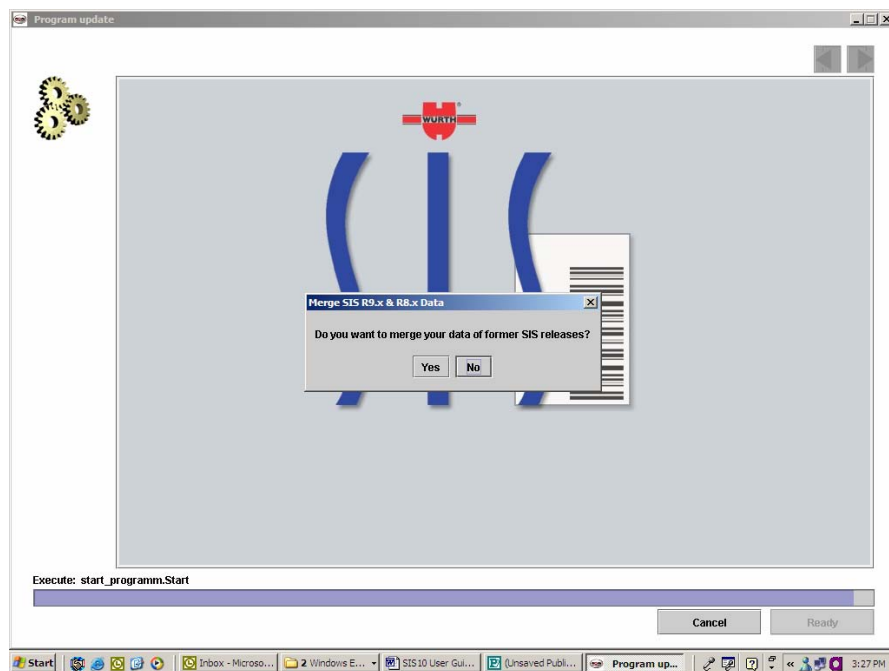 Program update
WURTH
SIS
Merge SIS R9.x & R8.x Data
Do you want to merge your data of former SIS releases?
Yes
No
Execute: start_programm.Start
Cancel
Ready
Start
Inbox - Microso...
2 Windows E...
SIS10 User Gui...
(Unsaved Publi...
Program up...
3:27 PM